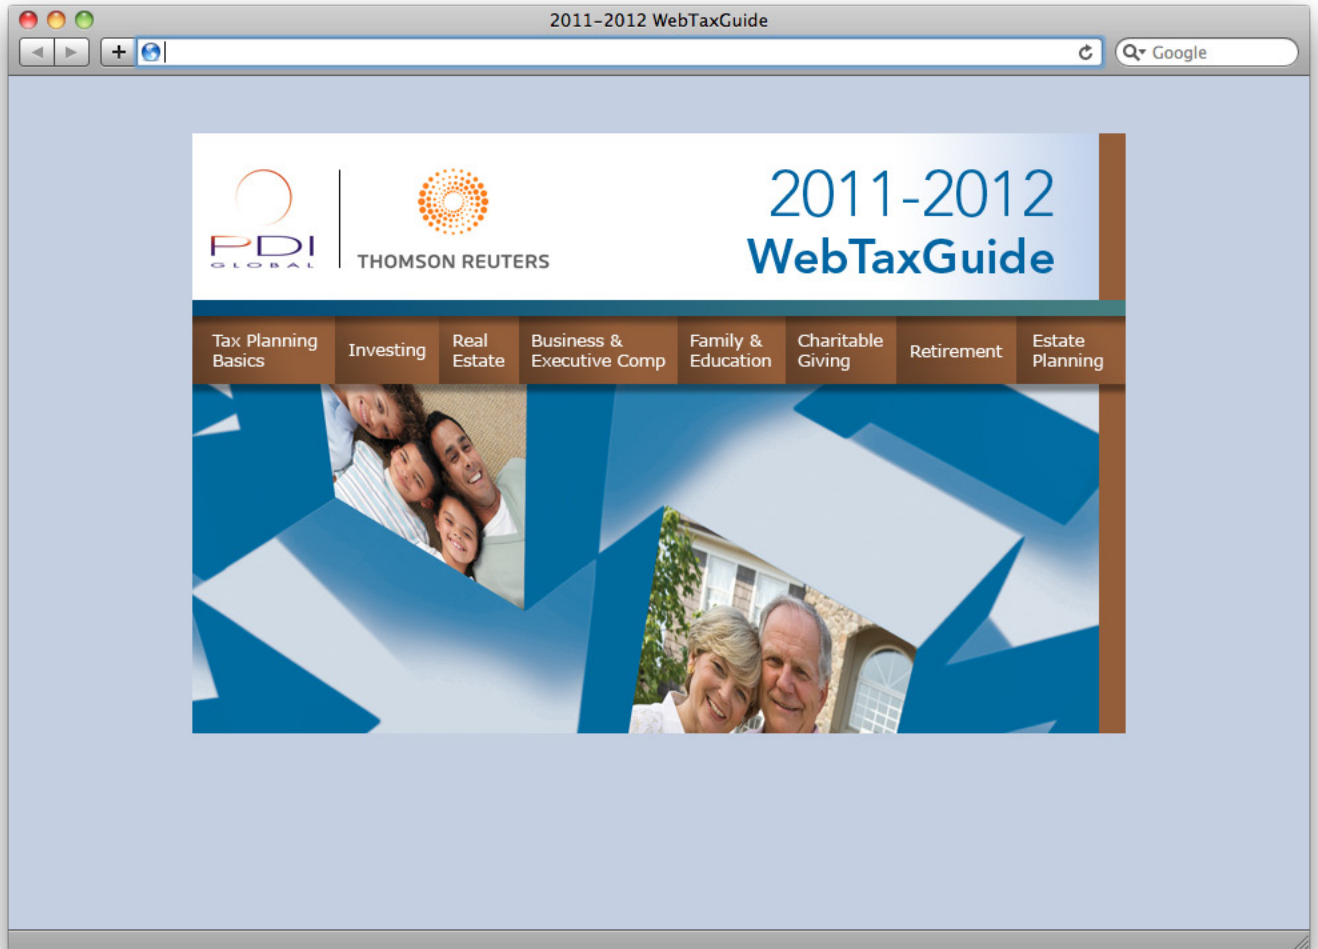 2011-2012 WebTaxGuide
+
Google
PDI
GLOBAL
THOMSON REUTERS
2011-2012
WebTaxGuide
Tax Planning
Basics
Investing
Real
Estate
Business &
Executive Comp
Family &
Education
Charitable
Giving
Retirement
Estate
Planning